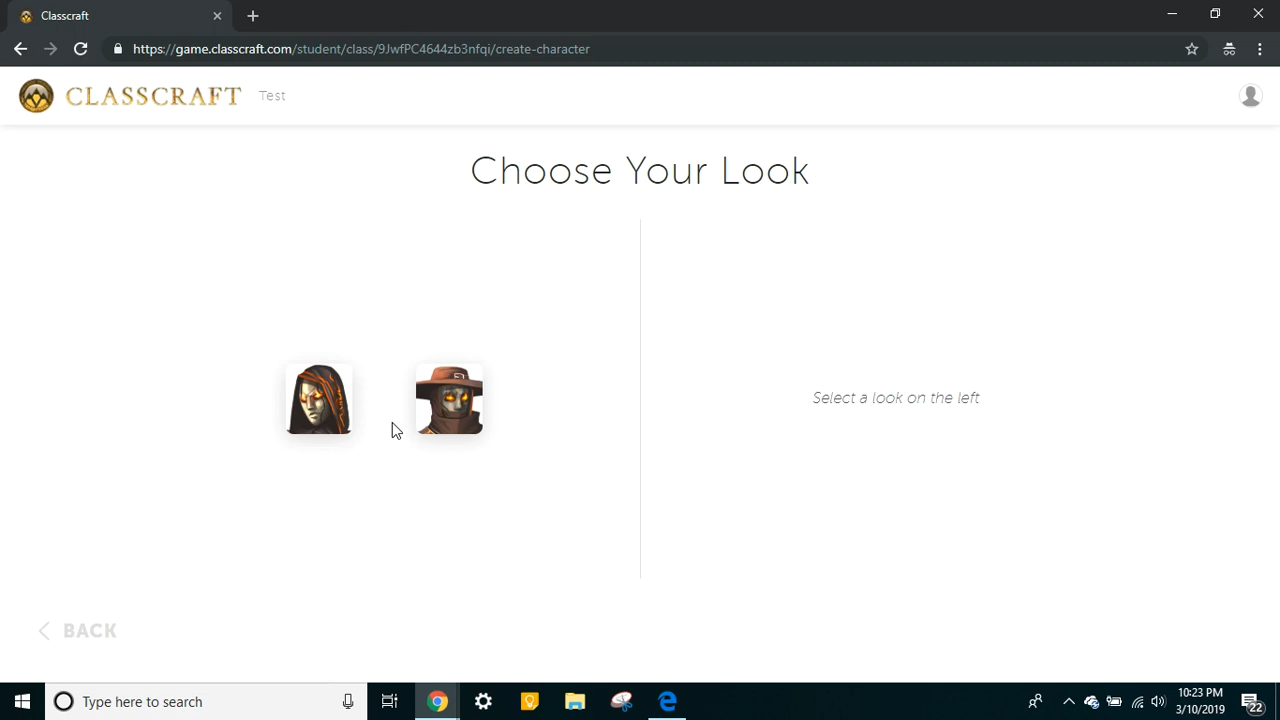 Classcraft
https://game.classcraft.com/student/class/9JwfPC4644zb3nfqi/create-character
CLASSCRAFT Test
Choose Your Look
Select a look on the left
BACK
Type here to search
10:23 PM
3/10/2019
22